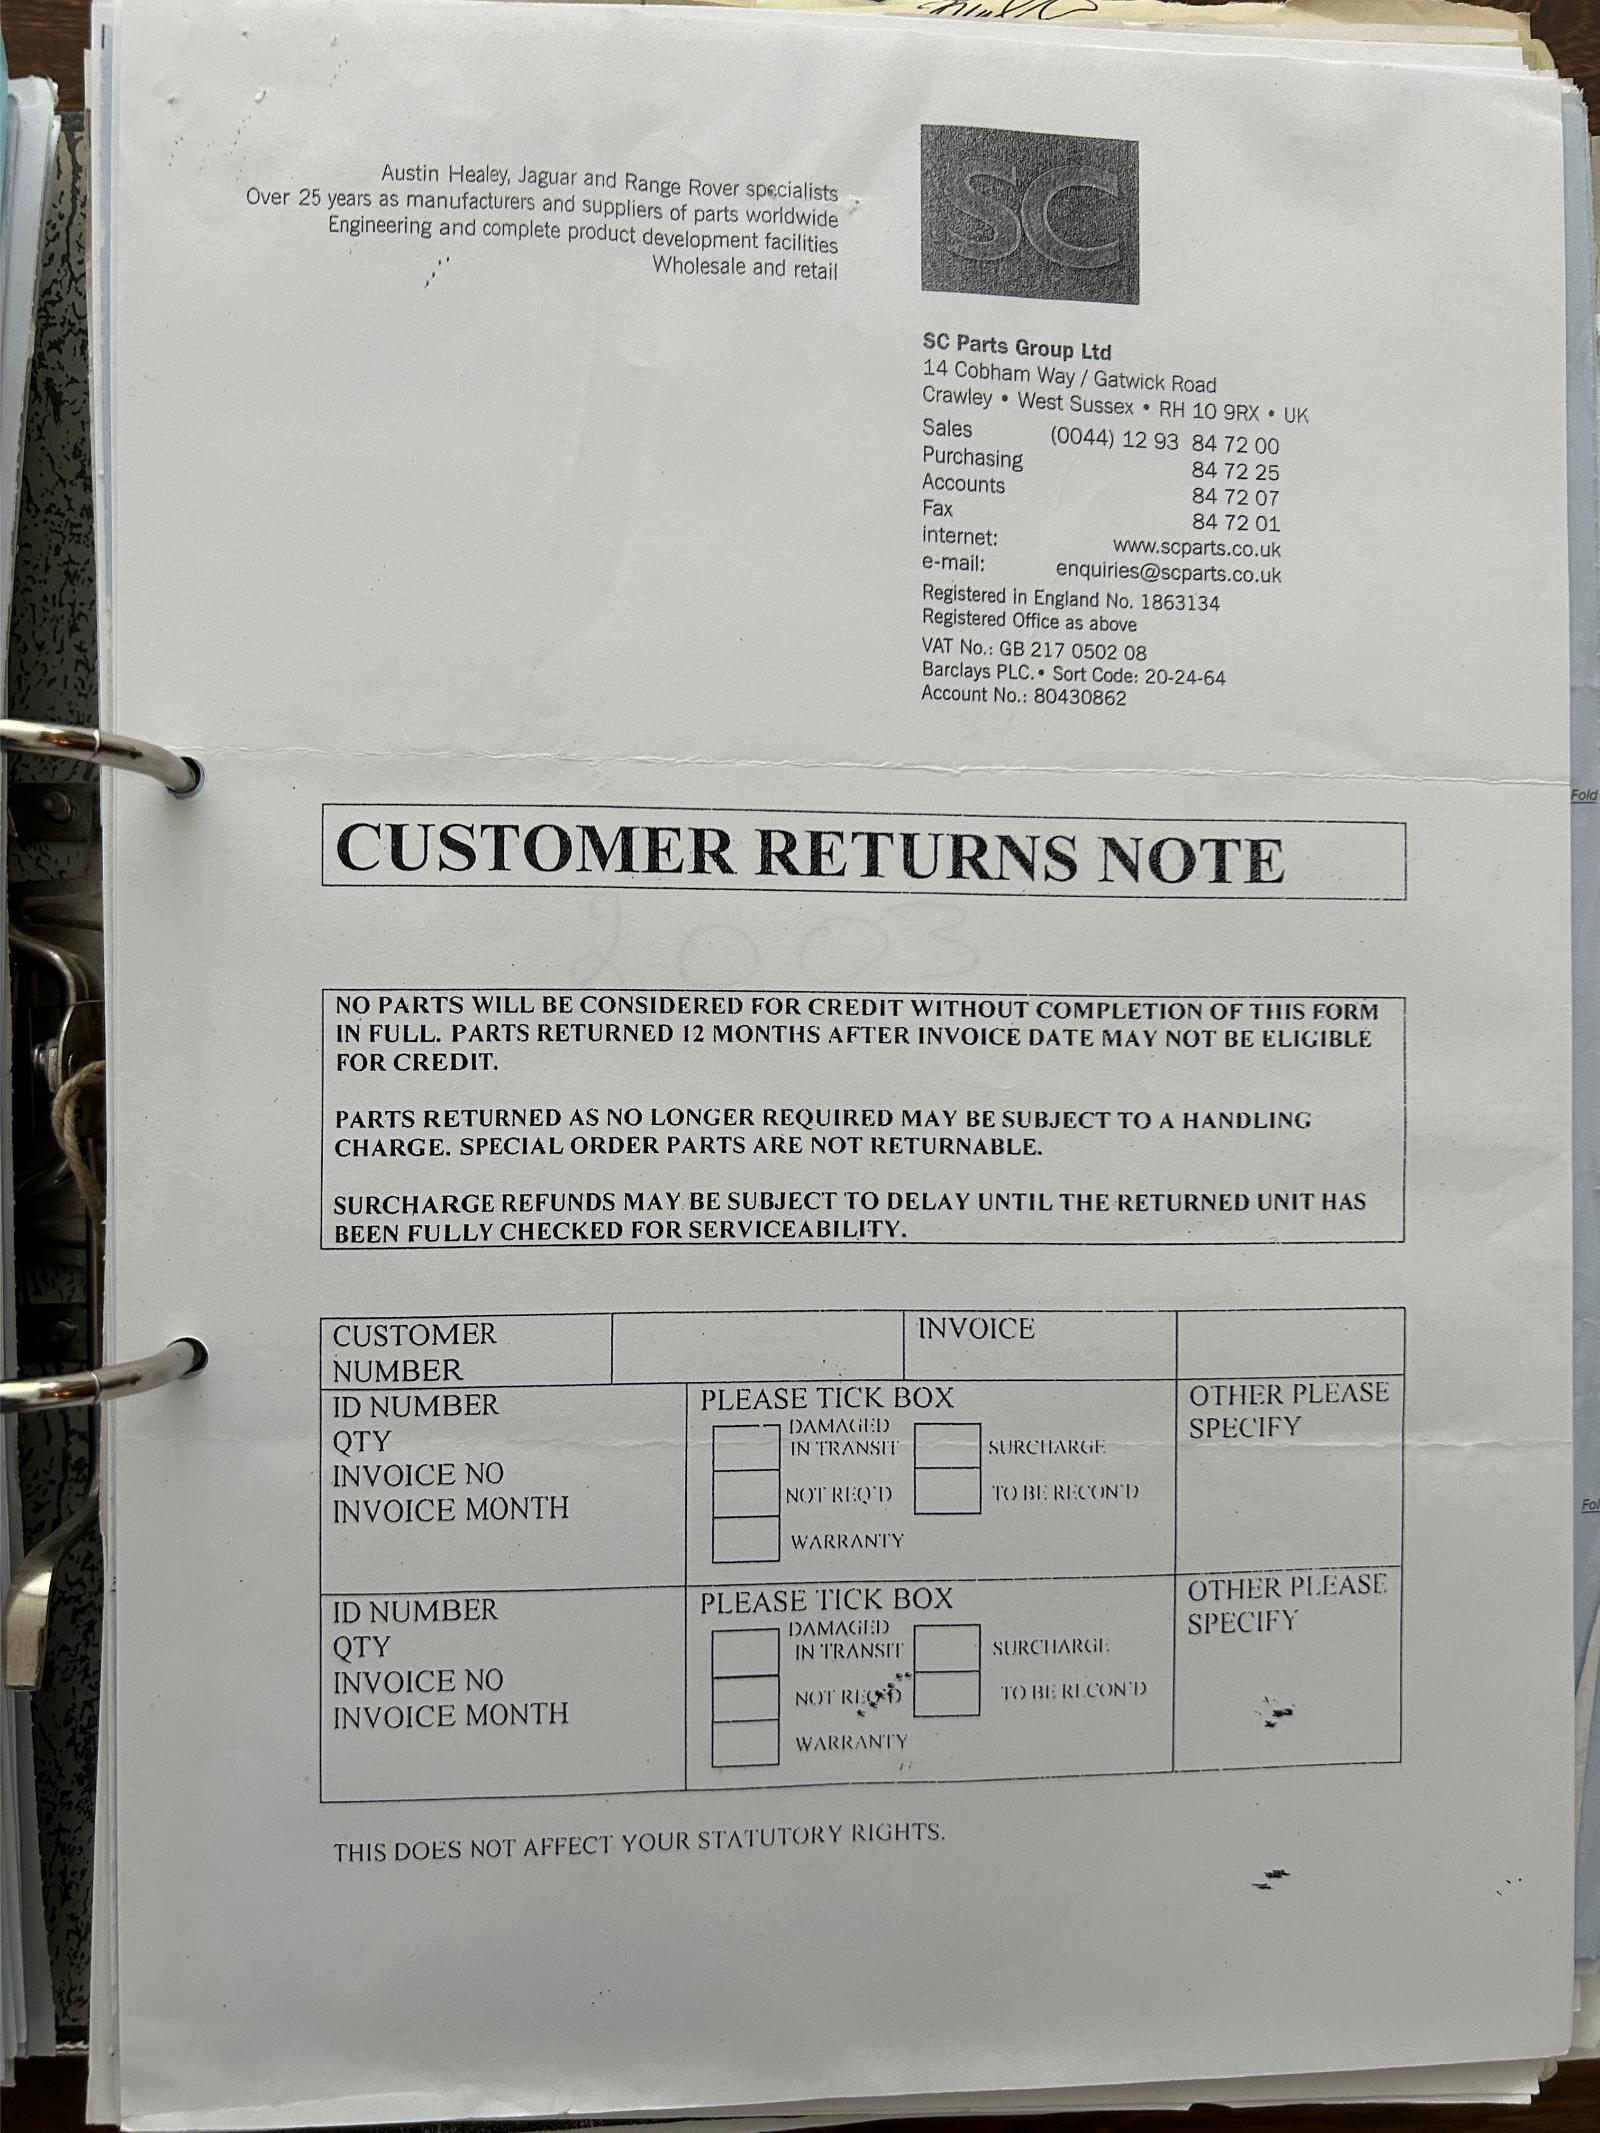 Austin Healey, Jaguar and Range Rover specialists
Over 25 years as manufacturers and suppliers of parts worldwide
Engineering and complete product development facilities
Wholesale and retail
SC
SC Parts Group Ltd
14 Cobham Way / Gatwick Road
Crawley • West Sussex • RH 10 9RX • UK
Sales (0044) 12 93 84 72 00
Purchasing 84 72 25
Accounts 84 72 07
Fax 84 72 01
internet: www.scparts.co.uk
e-mail: enquiries@scparts.co.uk
Registered in England No. 1863134
Registered Office as above
VAT No.: GB 217 0502 08
Barclays PLC. • Sort Code: 20-24-64
Account No.: 80430862
Fold
CUSTOMER RETURNS NOTE
2003
NO PARTS WILL BE CONSIDERED FOR CREDIT WITHOUT COMPLETION OF THIS FORM
IN FULL. PARTS RETURNED 12 MONTHS AFTER INVOICE DATE MAY NOT BE ELIGIBLE
FOR CREDIT.
PARTS RETURNED AS NO LONGER REQUIRED MAY BE SUBJECT TO A HANDLING
CHARGE. SPECIAL ORDER PARTS ARE NOT RETURNABLE.
SURCHARGE REFUNDS MAY BE SUBJECT TO DELAY UNTIL THE RETURNED UNIT HAS
BEEN FULLY CHECKED FOR SERVICEABILITY.
CUSTOMER
NUMBER
INVOICE
ID NUMBER
QTY
INVOICE NO
INVOICE MONTH
PLEASE TICK BOX
DAMAGED
IN TRANSIT
SURCHARGE
NOT REQ'D
TO BE RECON'D
WARRANTY
OTHER PLEASE
SPECIFY
ID NUMBER
QTY
INVOICE NO
INVOICE MONTH
PLEASE TICK BOX
DAMAGED
IN TRANSIT
SURCHARGE
NOT REQ'D
TO BE RECON'D
WARRANTY
OTHER PLEASE
SPECIFY
THIS DOES NOT AFFECT YOUR STATUTORY RIGHTS.